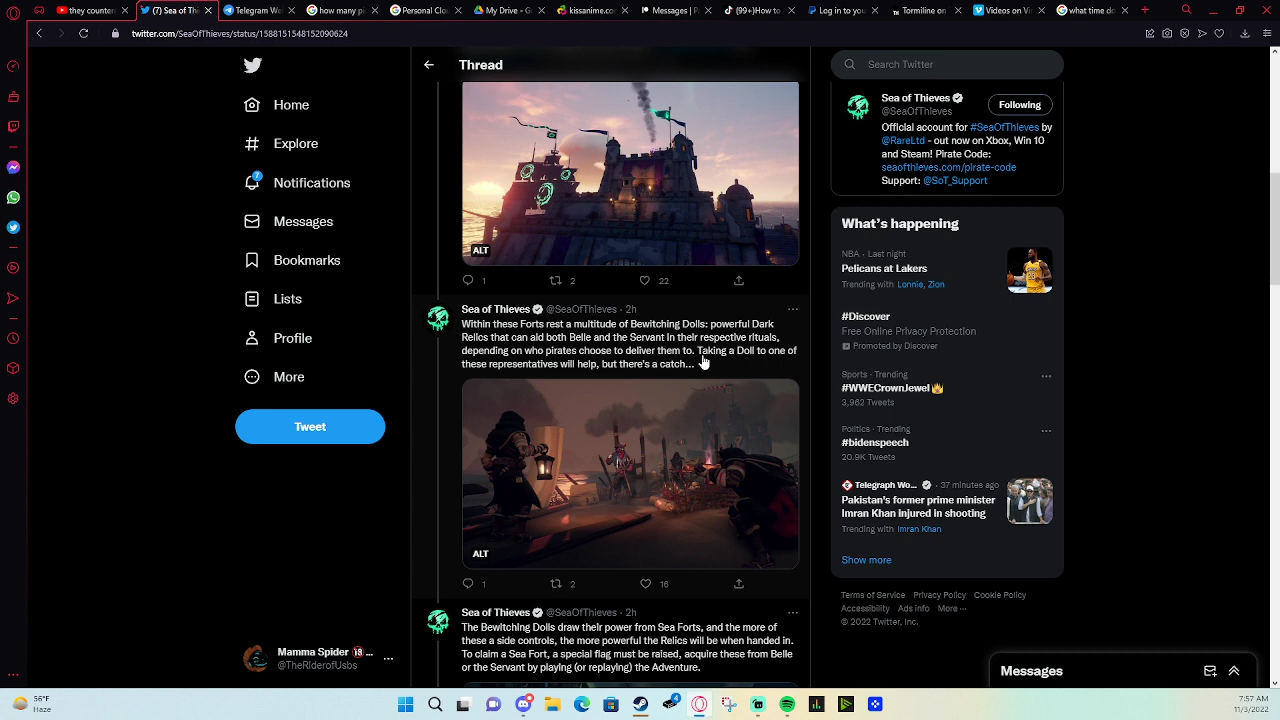 they counter
(7) Sea of Thi
Telegram Wel
how many pi
Personal Clo
My Drive - G
kissanime.co
Messages | Pa
(99+)How to
Log in to you
Tormline on
Videos on Vi
what time do
twitter.com/SeaOfThieves/status/1588151548152090624
Thread
Search Twitter
Home
Explore
7
Notifications
Messages
Bookmarks
Lists
Profile
More
Tweet
Mamma Spider 🔞 ...
@TheRIderofUsbs
ALT
1
2
22
Sea of Thieves @SeaOfThieves · 2h
Within these Forts rest a multitude of Bewitching Dolls: powerful Dark
Relics that can aid both Belle and the Servant in their respective rituals,
depending on who pirates choose to deliver them to. Taking a Doll to one of
these representatives will help, but there's a catch...
ALT
1
2
16
Sea of Thieves @SeaOfThieves · 2h
The Bewitching Dolls draw their power from Sea Forts, and the more of
these a side controls, the more powerful the Relics will be when handed in.
To claim a Sea Fort, a special flag must be raised, acquire these from Belle
or the Servant by playing (or replaying) the Adventure.
Sea of Thieves
@SeaOfThieves
Following
Official account for #SeaOfThieves by
@RareLtd - out now on Xbox, Win 10
and Steam! Pirate Code:
seaofthieves.com/pirate-code
Support: @SoT_Support
What's happening
NBA · Last night
Pelicans at Lakers
Trending with Lonnie, Zion
#Discover
Free Online Privacy Protection
Promoted by Discover
Sports · Trending
#WWECrownJewel 👑
3,962 Tweets
Politics · Trending
#bidenspeech
20.9K Tweets
Telegraph Wo... · 37 minutes ago
Pakistan's former prime minister
Imran Khan injured in shooting
Trending with Imran Khan
Show more
Terms of Service Privacy Policy Cookie Policy
Accessibility Ads info More ...
© 2022 Twitter, Inc.
Messages
56°F
Haze
4
7:57 AM
11/3/2022